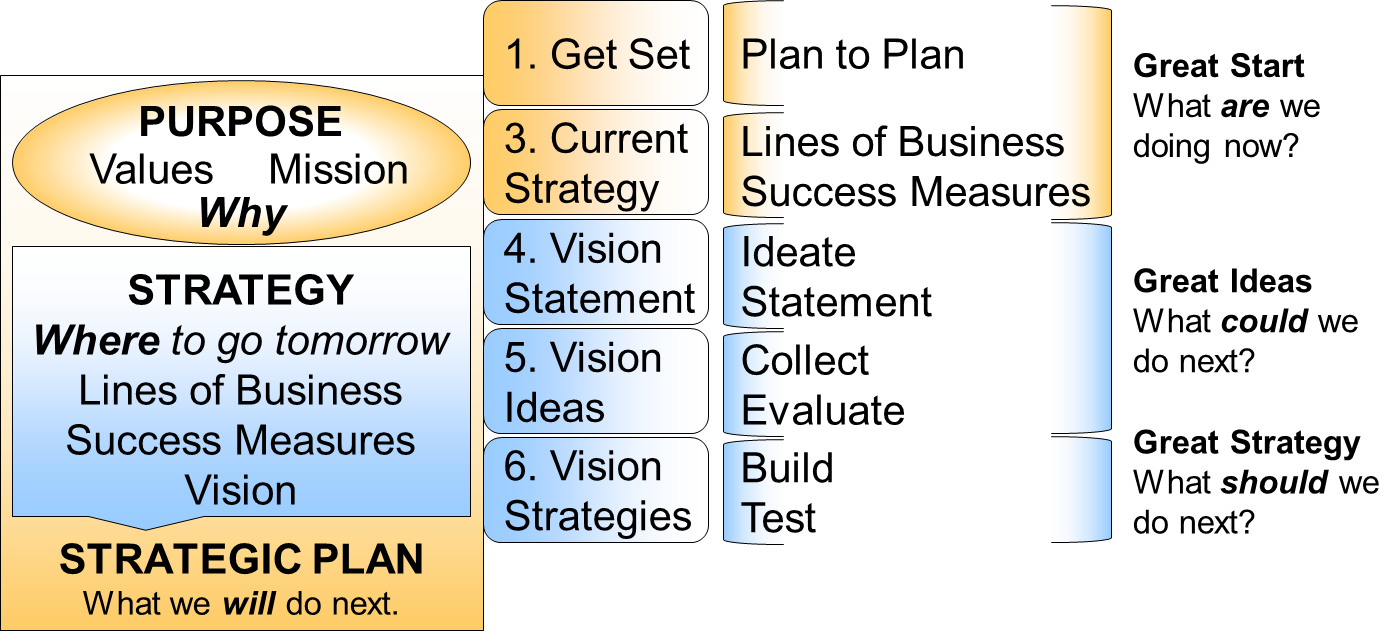 PURPOSE
Values Mission
Why
STRATEGY
Where to go tomorrow
Lines of Business
Success Measures
Vision
STRATEGIC PLAN
What we will do next.
1. Get Set
Plan to Plan
3. Current
Strategy
Lines of Business
Success Measures
4. Vision
Statement
Ideate
Statement
5. Vision
Ideas
Collect
Evaluate
6. Vision
Strategies
Build
Test
Great Start
What are we
doing now?
Great Ideas
What could we
do next?
Great Strategy
What should we
do next?